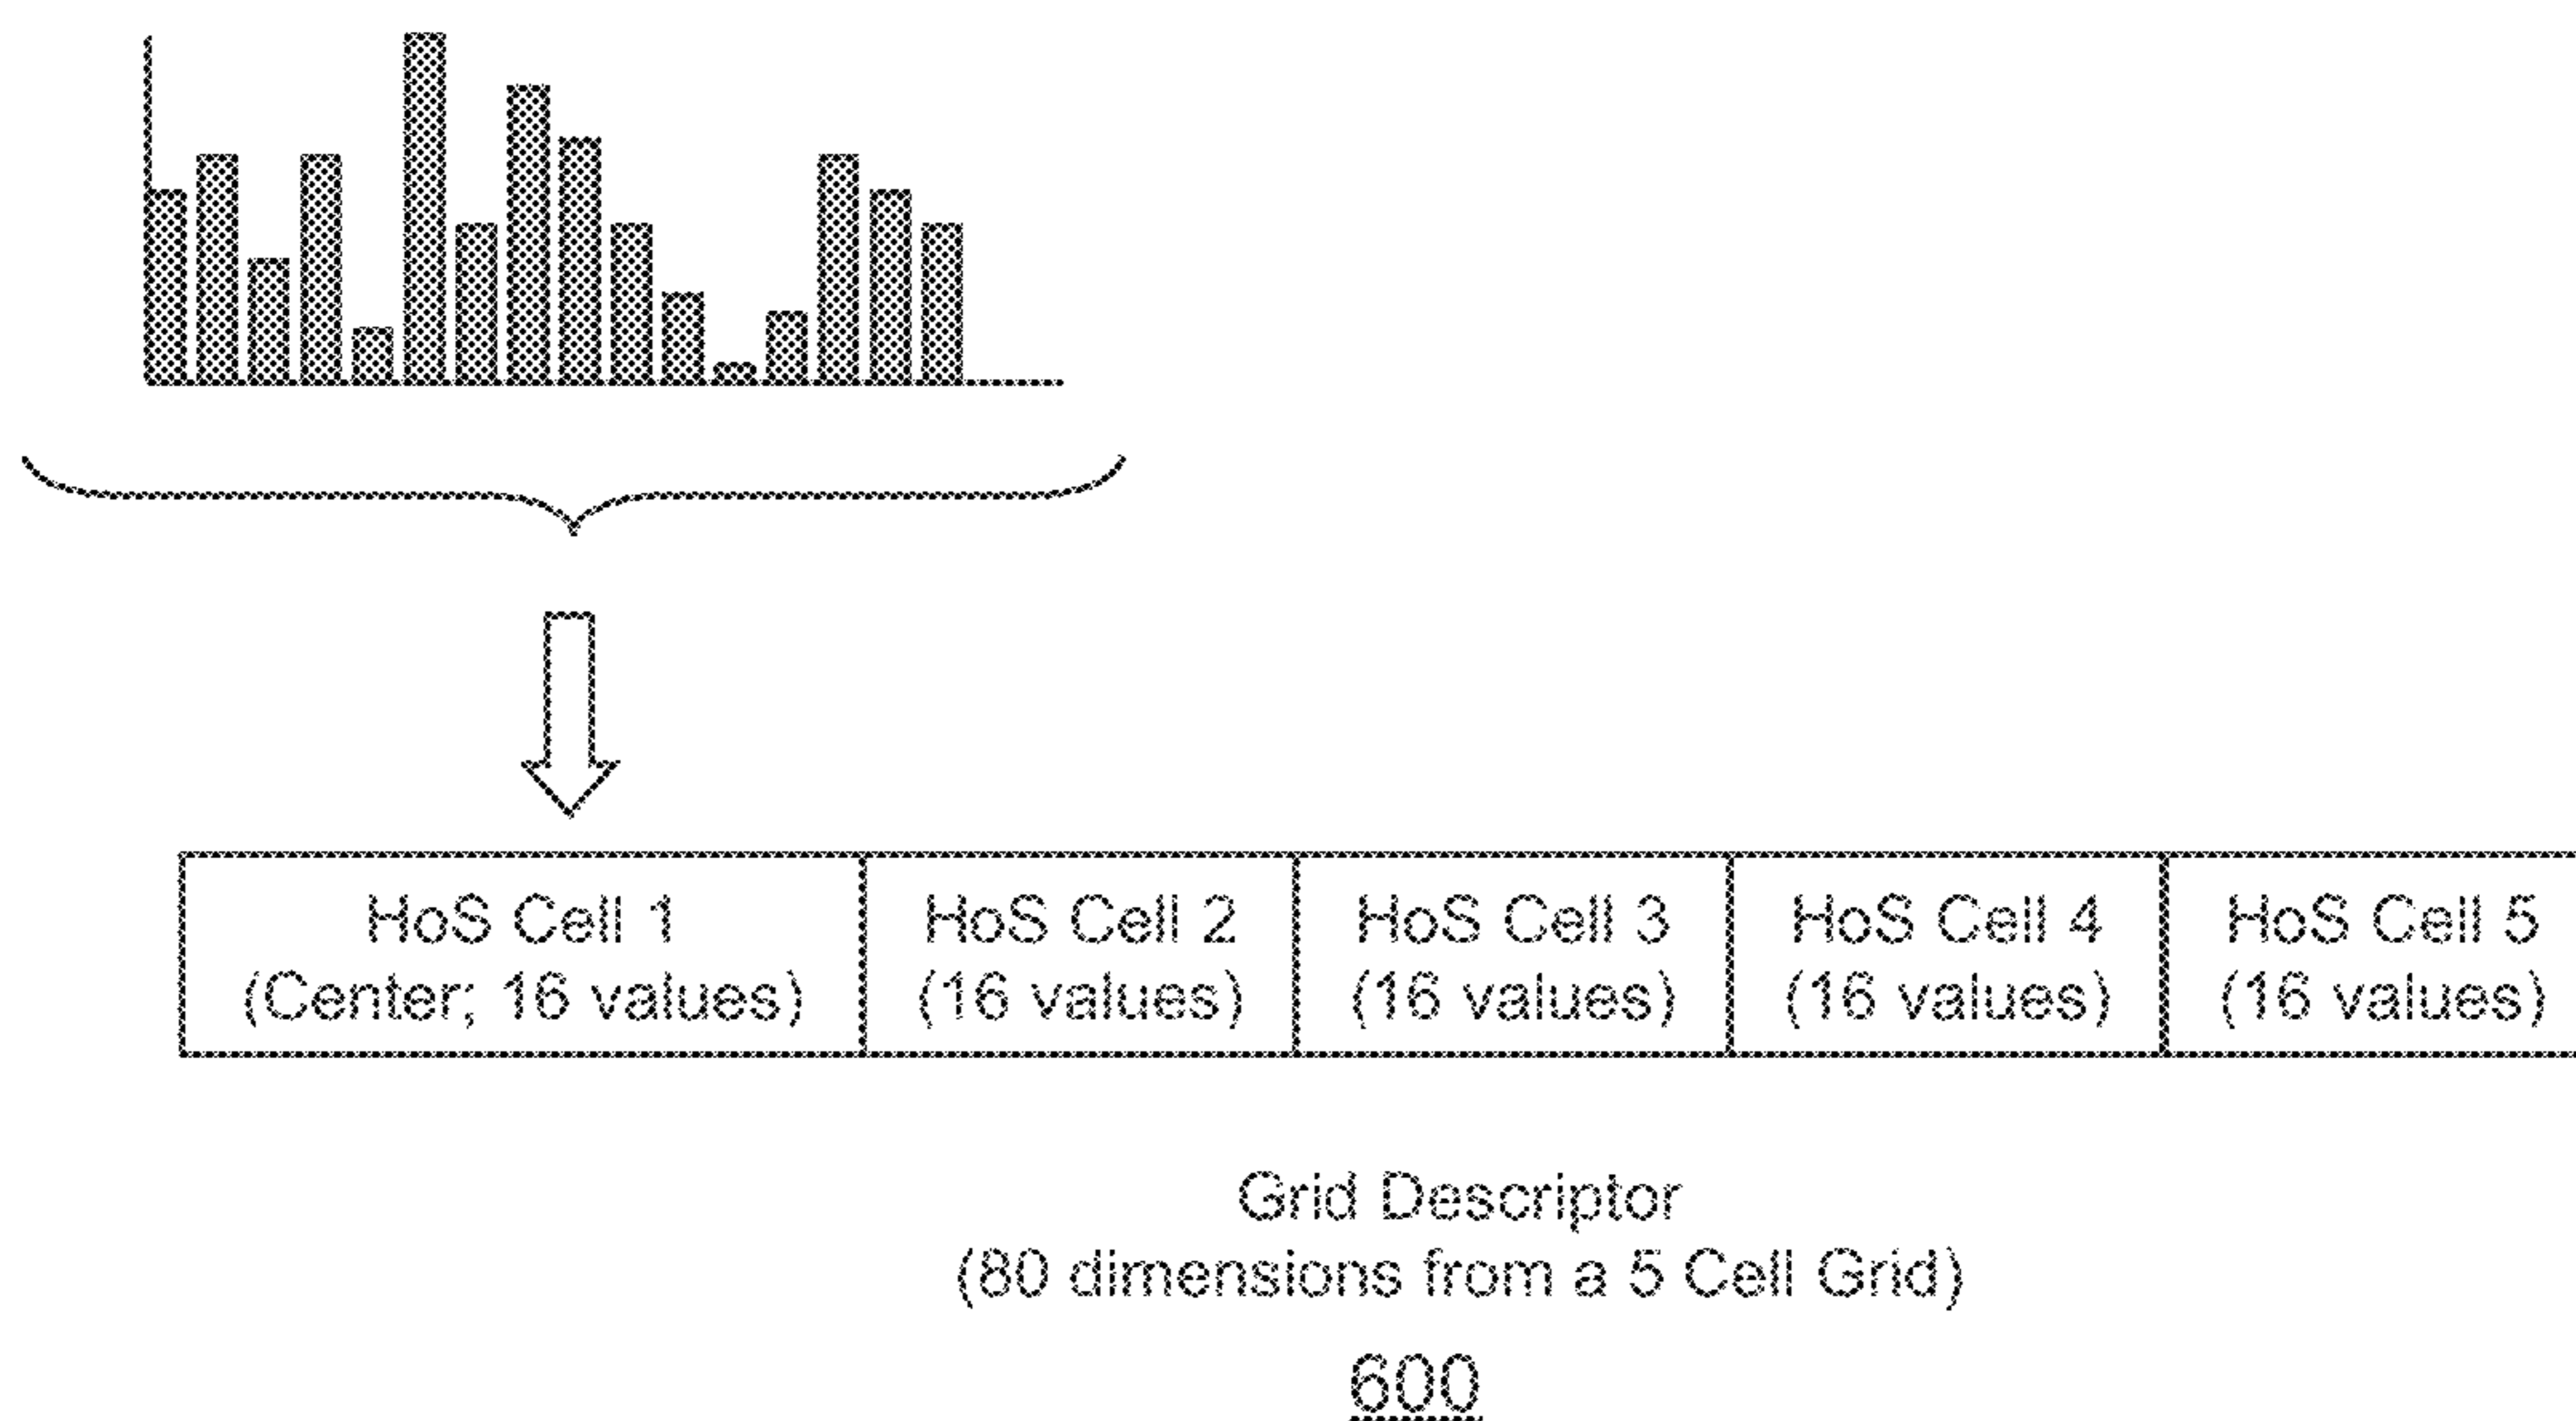 HoS Cell 1
(Center; 16 values)
HoS Cell 2
(16 values)
HoS Cell 3
(16 values)
HoS Cell 4
(16 values)
HoS Cell 5
(16 values)
Grid Descriptor
(80 dimensions from a 5 Cell Grid)
600